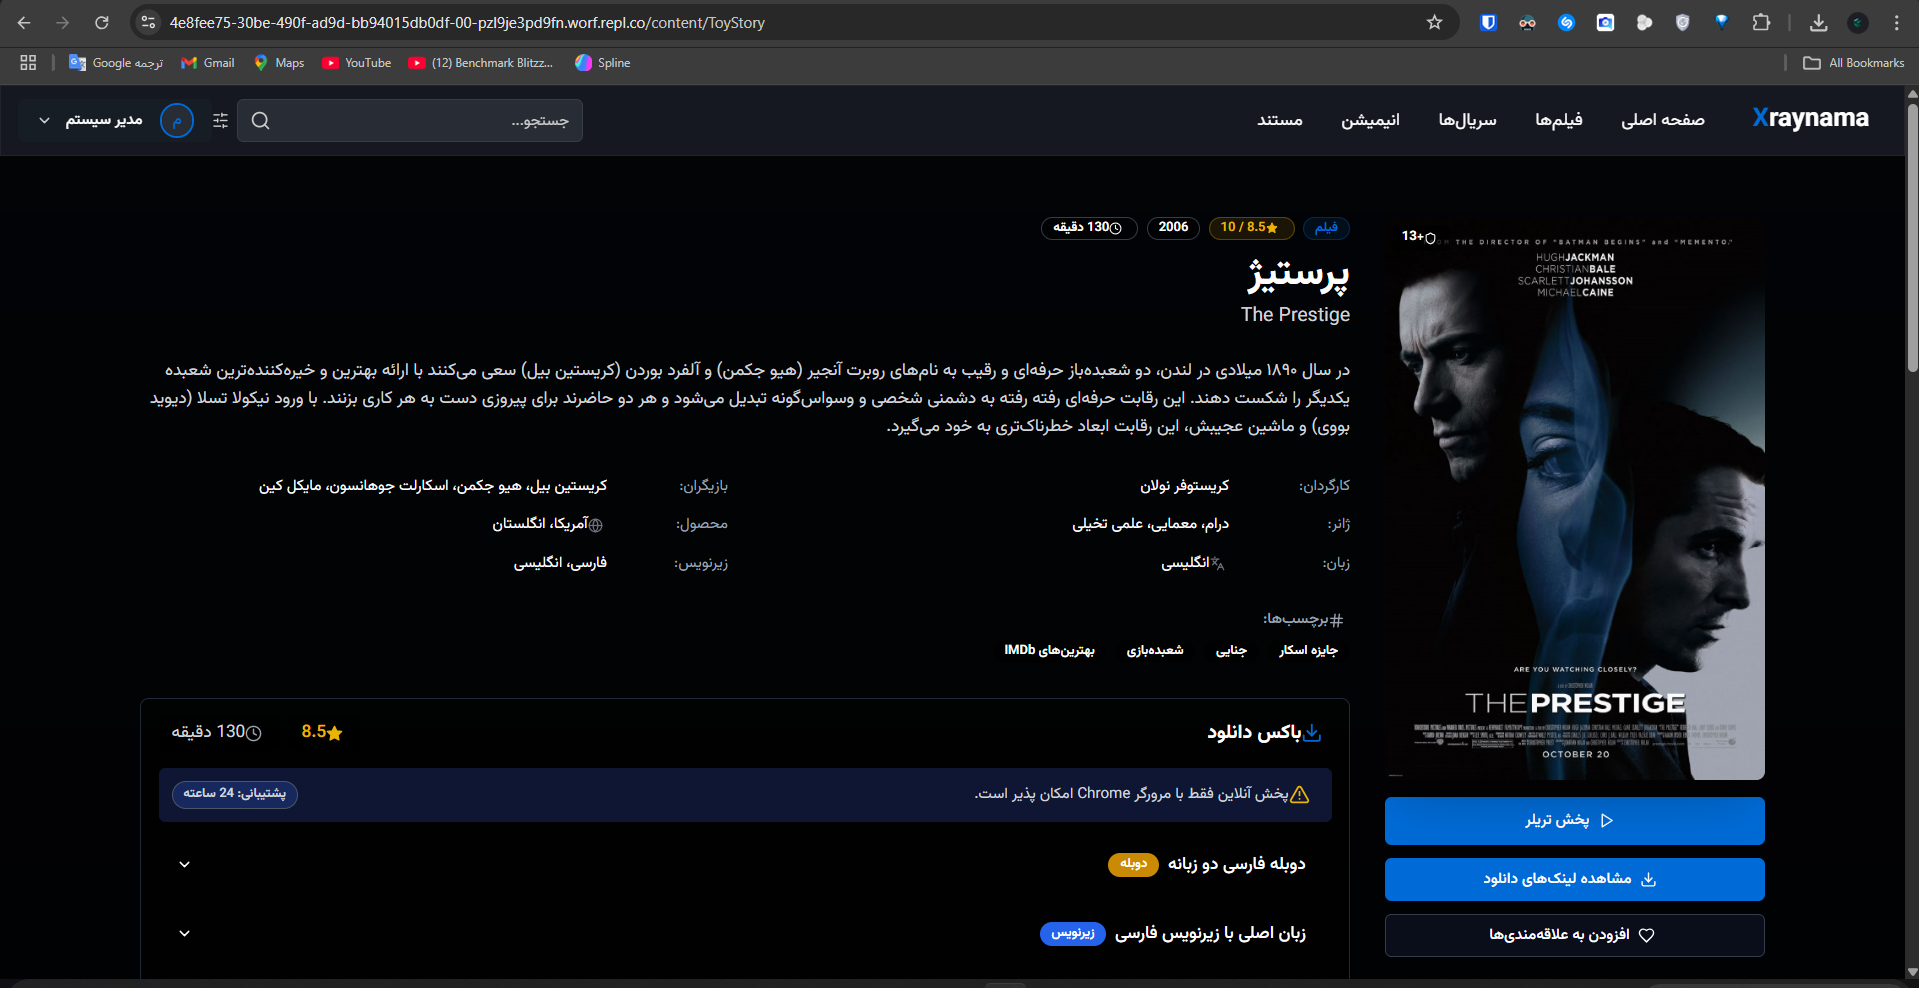 4e8fee75-30be-490f-ad9d-bb94015db0df-00-pzl9je3pd9fn.worf.repl.co/content/ToyStory
Google ترجمه
Gmail
Maps
YouTube
(12) Benchmark Blitzz...
Spline
All Bookmarks
Xraynama
صفحه اصلی
فیلم‌ها
سریال‌ها
انیمیشن
مستند
جستجو...
م
مدیر سیستم
فیلم
8.5 / 10
2006
130 دقیقه
پرستیژ
The Prestige
در سال ۱۸۹۰ میلادی در لندن، دو شعبده‌باز حرفه‌ای و رقیب به نام‌های روبرت آنجیر (هیو جکمن) و آلفرد بوردن (کریستین بیل) سعی می‌کنند با ارائه بهترین و خیره‌کننده‌ترین شعبده
یکدیگر را شکست دهند. این رقابت حرفه‌ای رفته رفته به دشمنی شخصی و وسواس‌گونه تبدیل می‌شود و هر دو حاضرند برای پیروزی دست به هر کاری بزنند. با ورود نیکولا تسلا (دیوید
بووی) و ماشین عجیبش، این رقابت ابعاد خطرناک‌تری به خود می‌گیرد.
کارگردان: کریستوفر نولان
بازیگران: کریستین بیل، هیو جکمن، اسکارلت جوهانسون، مایکل کین
ژانر: درام، معمایی، علمی تخیلی
محصول: آمریکا، انگلستان
زبان: انگلیسی
زیرنویس: فارسی، انگلیسی
برچسب‌ها:
جایزه اسکار
جنایی
شعبده‌بازی
بهترین‌های IMDb
باکس دانلود
8.5
130 دقیقه
پخش آنلاین فقط با مرورگر Chrome امکان پذیر است.
پشتیبانی: 24 ساعته
دوبله فارسی دو زبانه
دوبله
زبان اصلی با زیرنویس فارسی
زیرنویس
13+
THE DIRECTOR OF "BATMAN BEGINS" and "MEMENTO."
HUGH JACKMAN
CHRISTIAN BALE
SCARLETT JOHANSSON
MICHAEL CAINE
ARE YOU WATCHING CLOSELY?
THE PRESTIGE
OCTOBER 20
پخش تریلر
مشاهده لینک‌های دانلود
افزودن به علاقه‌مندی‌ها